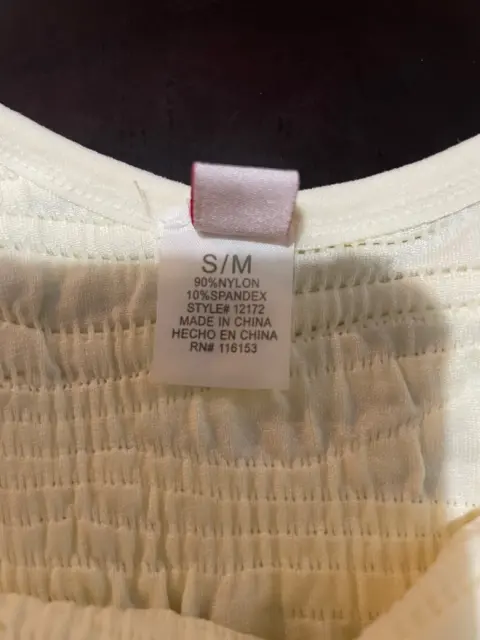 S/M
90%NYLON
10%SPANDEX
STYLE# 12172
MADE IN CHINA
HECHO EN CHINA
RN# 116153